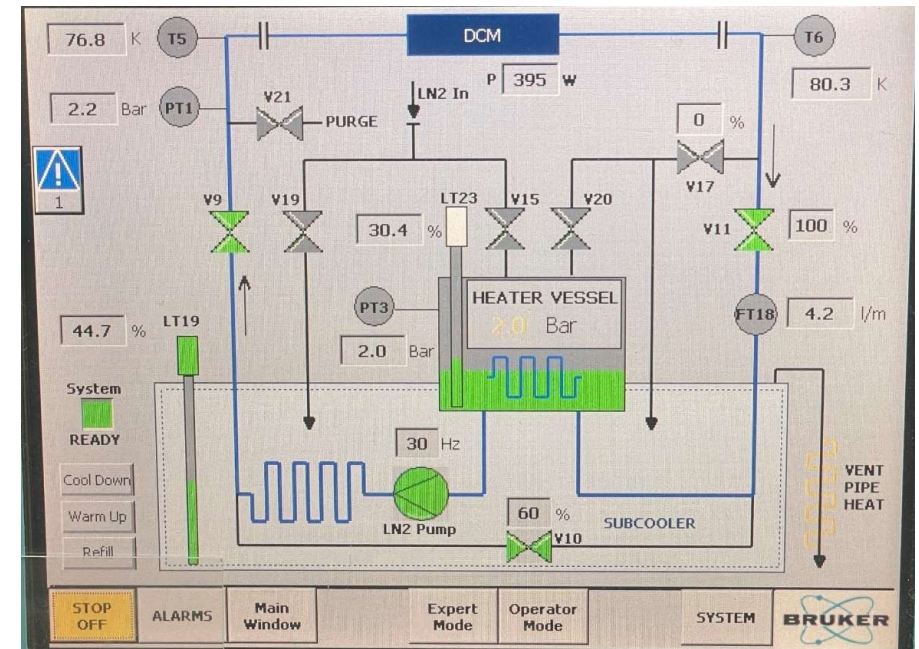 76.8 K T5
DCM
T6
P 395 W
80.3 K
2.2 Bar PT1
V21
PURGE
LN2 In
0 %
V17
1
V9
V19
LT23
V15
V20
30.4 %
V11
100 %
PT3
HEATER VESSEL
2.0 Bar
FT18
4.2 l/m
44.7 %
LT19
2.0 Bar
System
READY
30 Hz
Cool Down
Warm Up
Refill
LN2 Pump
60 %
V10
SUBCOOLER
VENT
PIPE
HEAT
STOP
OFF
ALARMS
Main
Window
Expert
Mode
Operator
Mode
SYSTEM
BRUKER